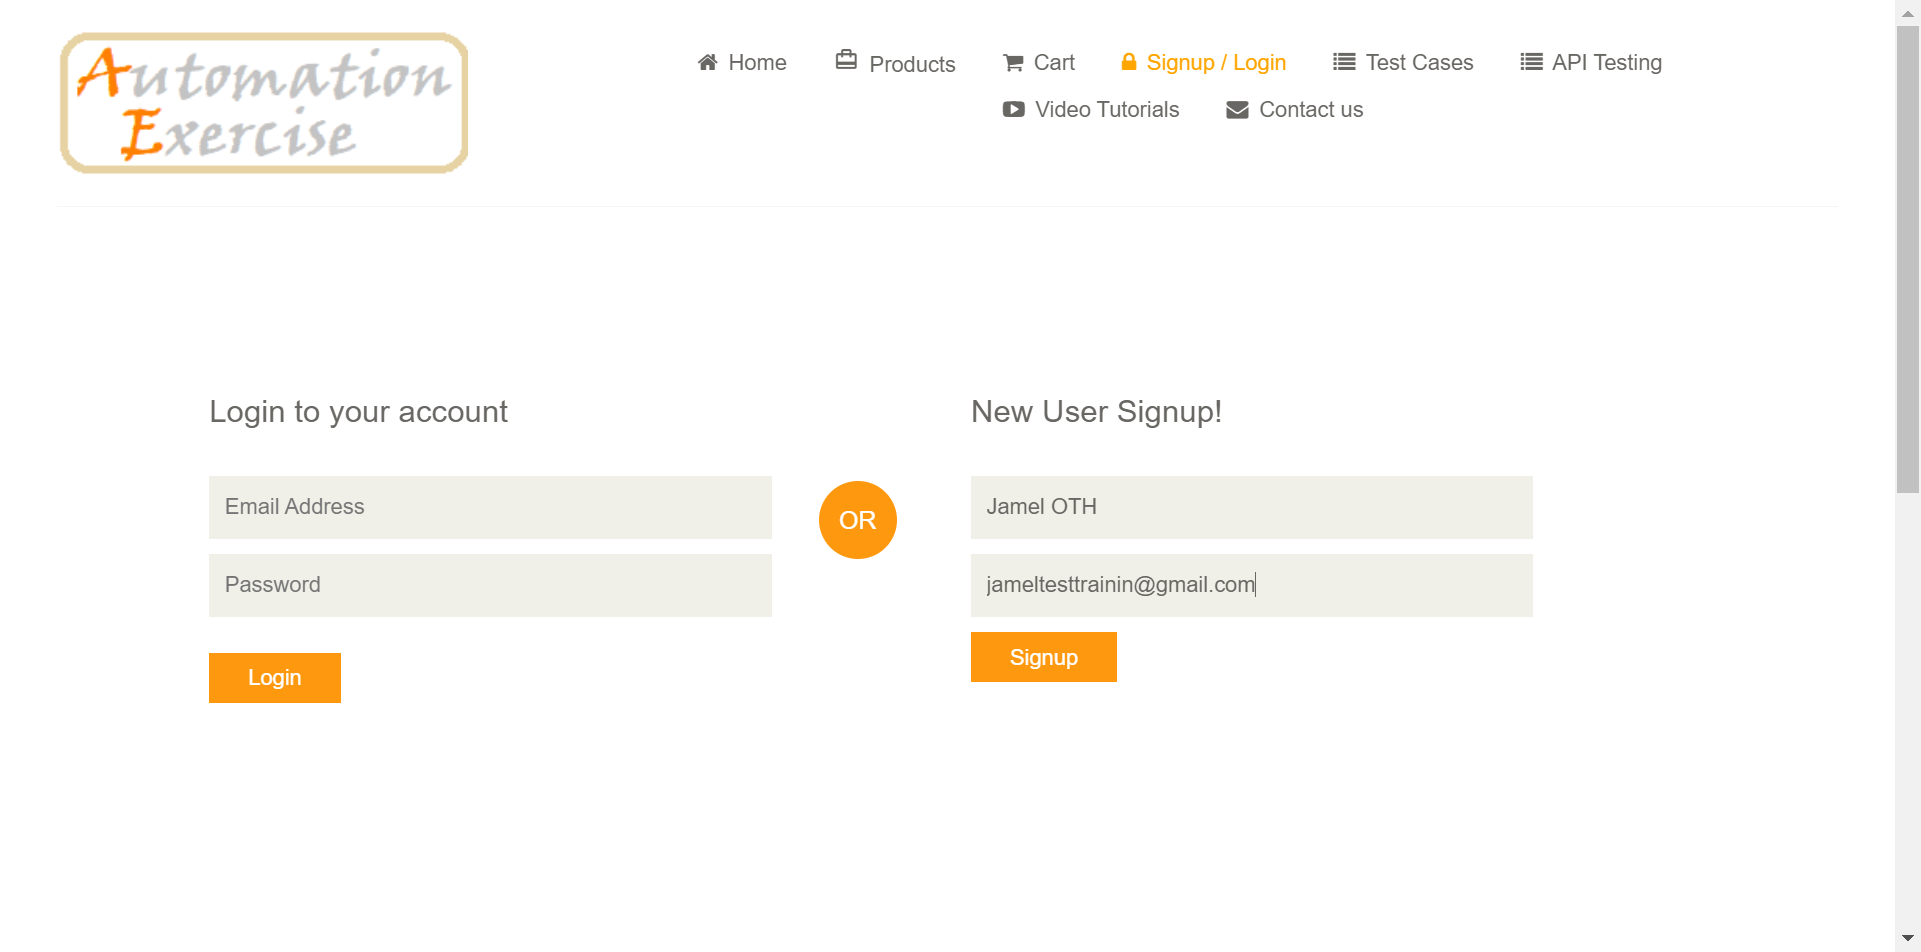 Automation
Exercise
Home Products Cart Signup / Login Test Cases API Testing
Video Tutorials Contact us
Login to your account
Email Address
Password
Login
OR
New User Signup!
Jamel OTH
jameltesttrainin@gmail.com
Signup